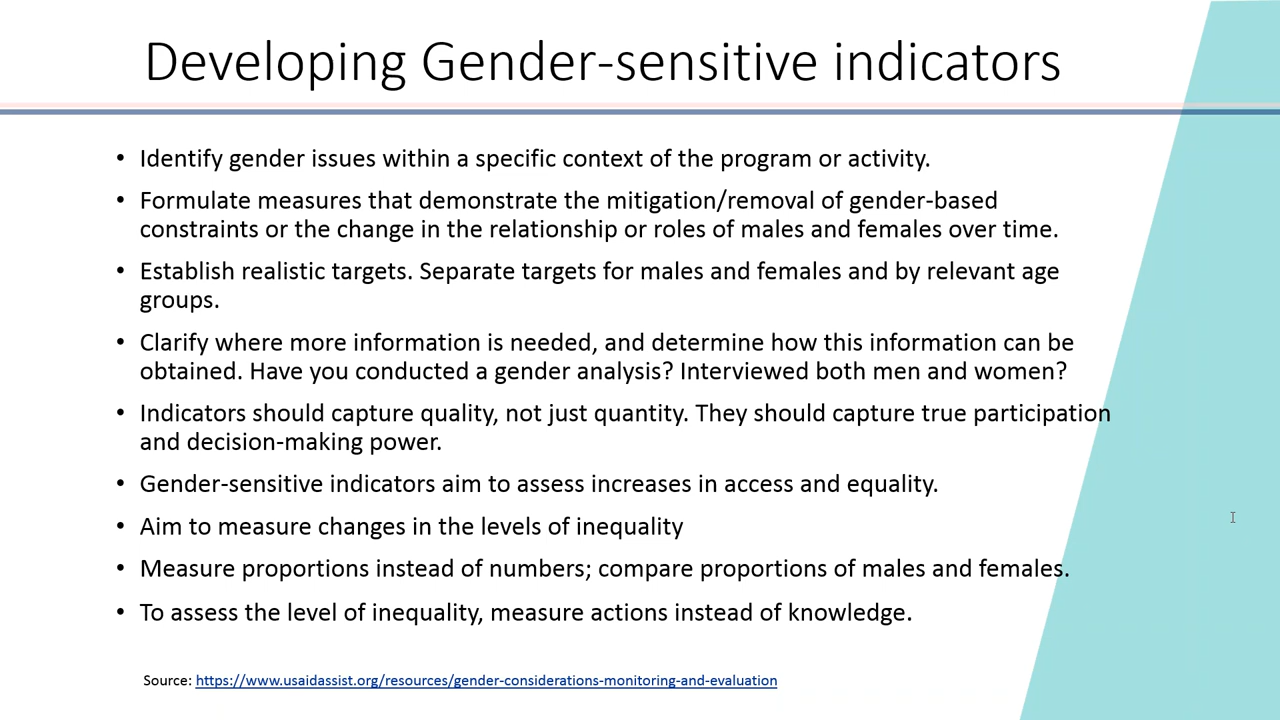 Developing Gender-sensitive indicators
• Identify gender issues within a specific context of the program or activity.
• Formulate measures that demonstrate the mitigation/removal of gender-based
constraints or the change in the relationship or roles of males and females over time.
• Establish realistic targets. Separate targets for males and females and by relevant age
groups.
• Clarify where more information is needed, and determine how this information can be
obtained. Have you conducted a gender analysis? Interviewed both men and women?
• Indicators should capture quality, not just quantity. They should capture true participation
and decision-making power.
• Gender-sensitive indicators aim to assess increases in access and equality.
• Aim to measure changes in the levels of inequality
• Measure proportions instead of numbers; compare proportions of males and females.
• To assess the level of inequality, measure actions instead of knowledge.
Source: https://www.usaidassist.org/resources/gender-considerations-monitoring-and-evaluation